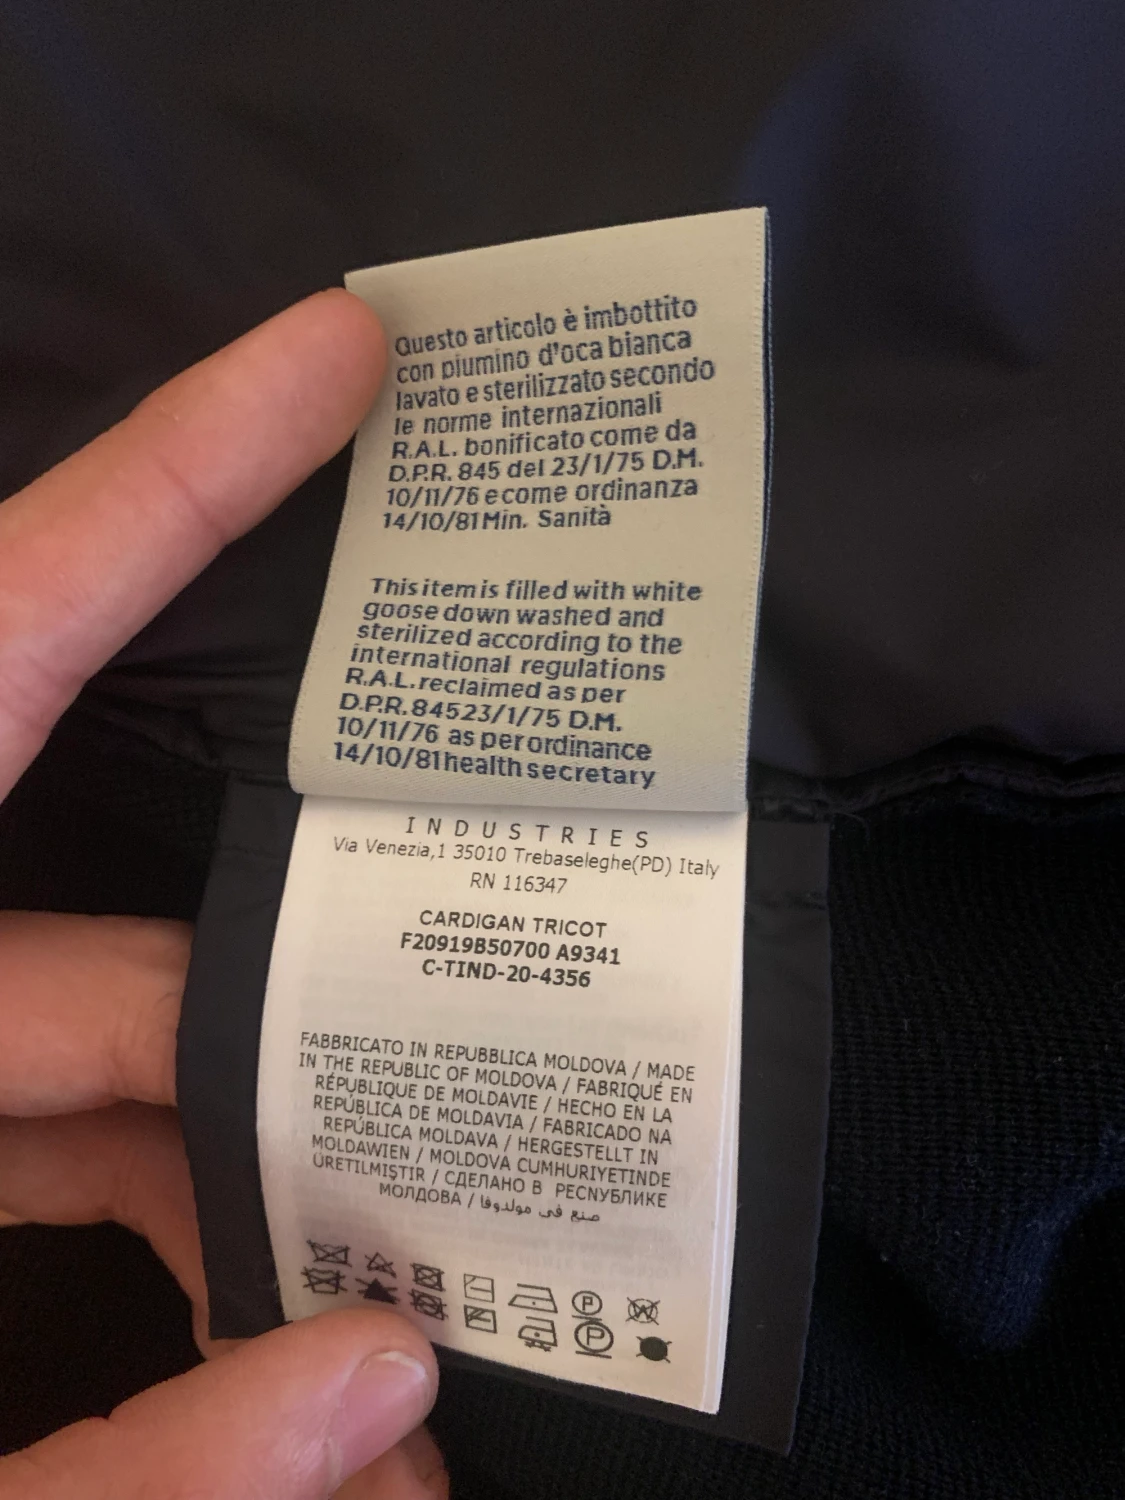 Questo articolo è imbottito
con piumino d'oca bianca
lavato e sterilizzato secondo
le norme internazionali
R.A.L. bonificato come da
D.P.R. 845 del 23/1/75 D.M.
10/11/76 e come ordinanza
14/10/81 Min. Sanità
This item is filled with white
goose down washed and
sterilized according to the
international regulations
R.A.L. reclaimed as per
D.P.R. 845 23/1/75 D.M.
10/11/76 as per ordinance
14/10/81 health secretary
INDUSTRIES
Via Venezia,1 35010 Trebaseleghe(PD) Italy
RN 116347
CARDIGAN TRICOT
F20919B50700 A9341
C-TIND-20-4356
FABBRICATO IN REPUBBLICA MOLDOVA / MADE
IN THE REPUBLIC OF MOLDOVA / FABRIQUÉ EN
RÉPUBLIQUE DE MOLDAVIE / HECHO EN LA
REPÚBLICA DE MOLDAVIA / FABRICADO NA
REPÚBLICA MOLDAVA / HERGESTELLT IN
MOLDAWIEN / MOLDOVA CUMHURIYETINDE
ÜRETILMIŞTIR / СДЕЛАНО В РЕСПУБЛИКЕ
МОЛДОВА / صنع في مولدوفا
P W
P